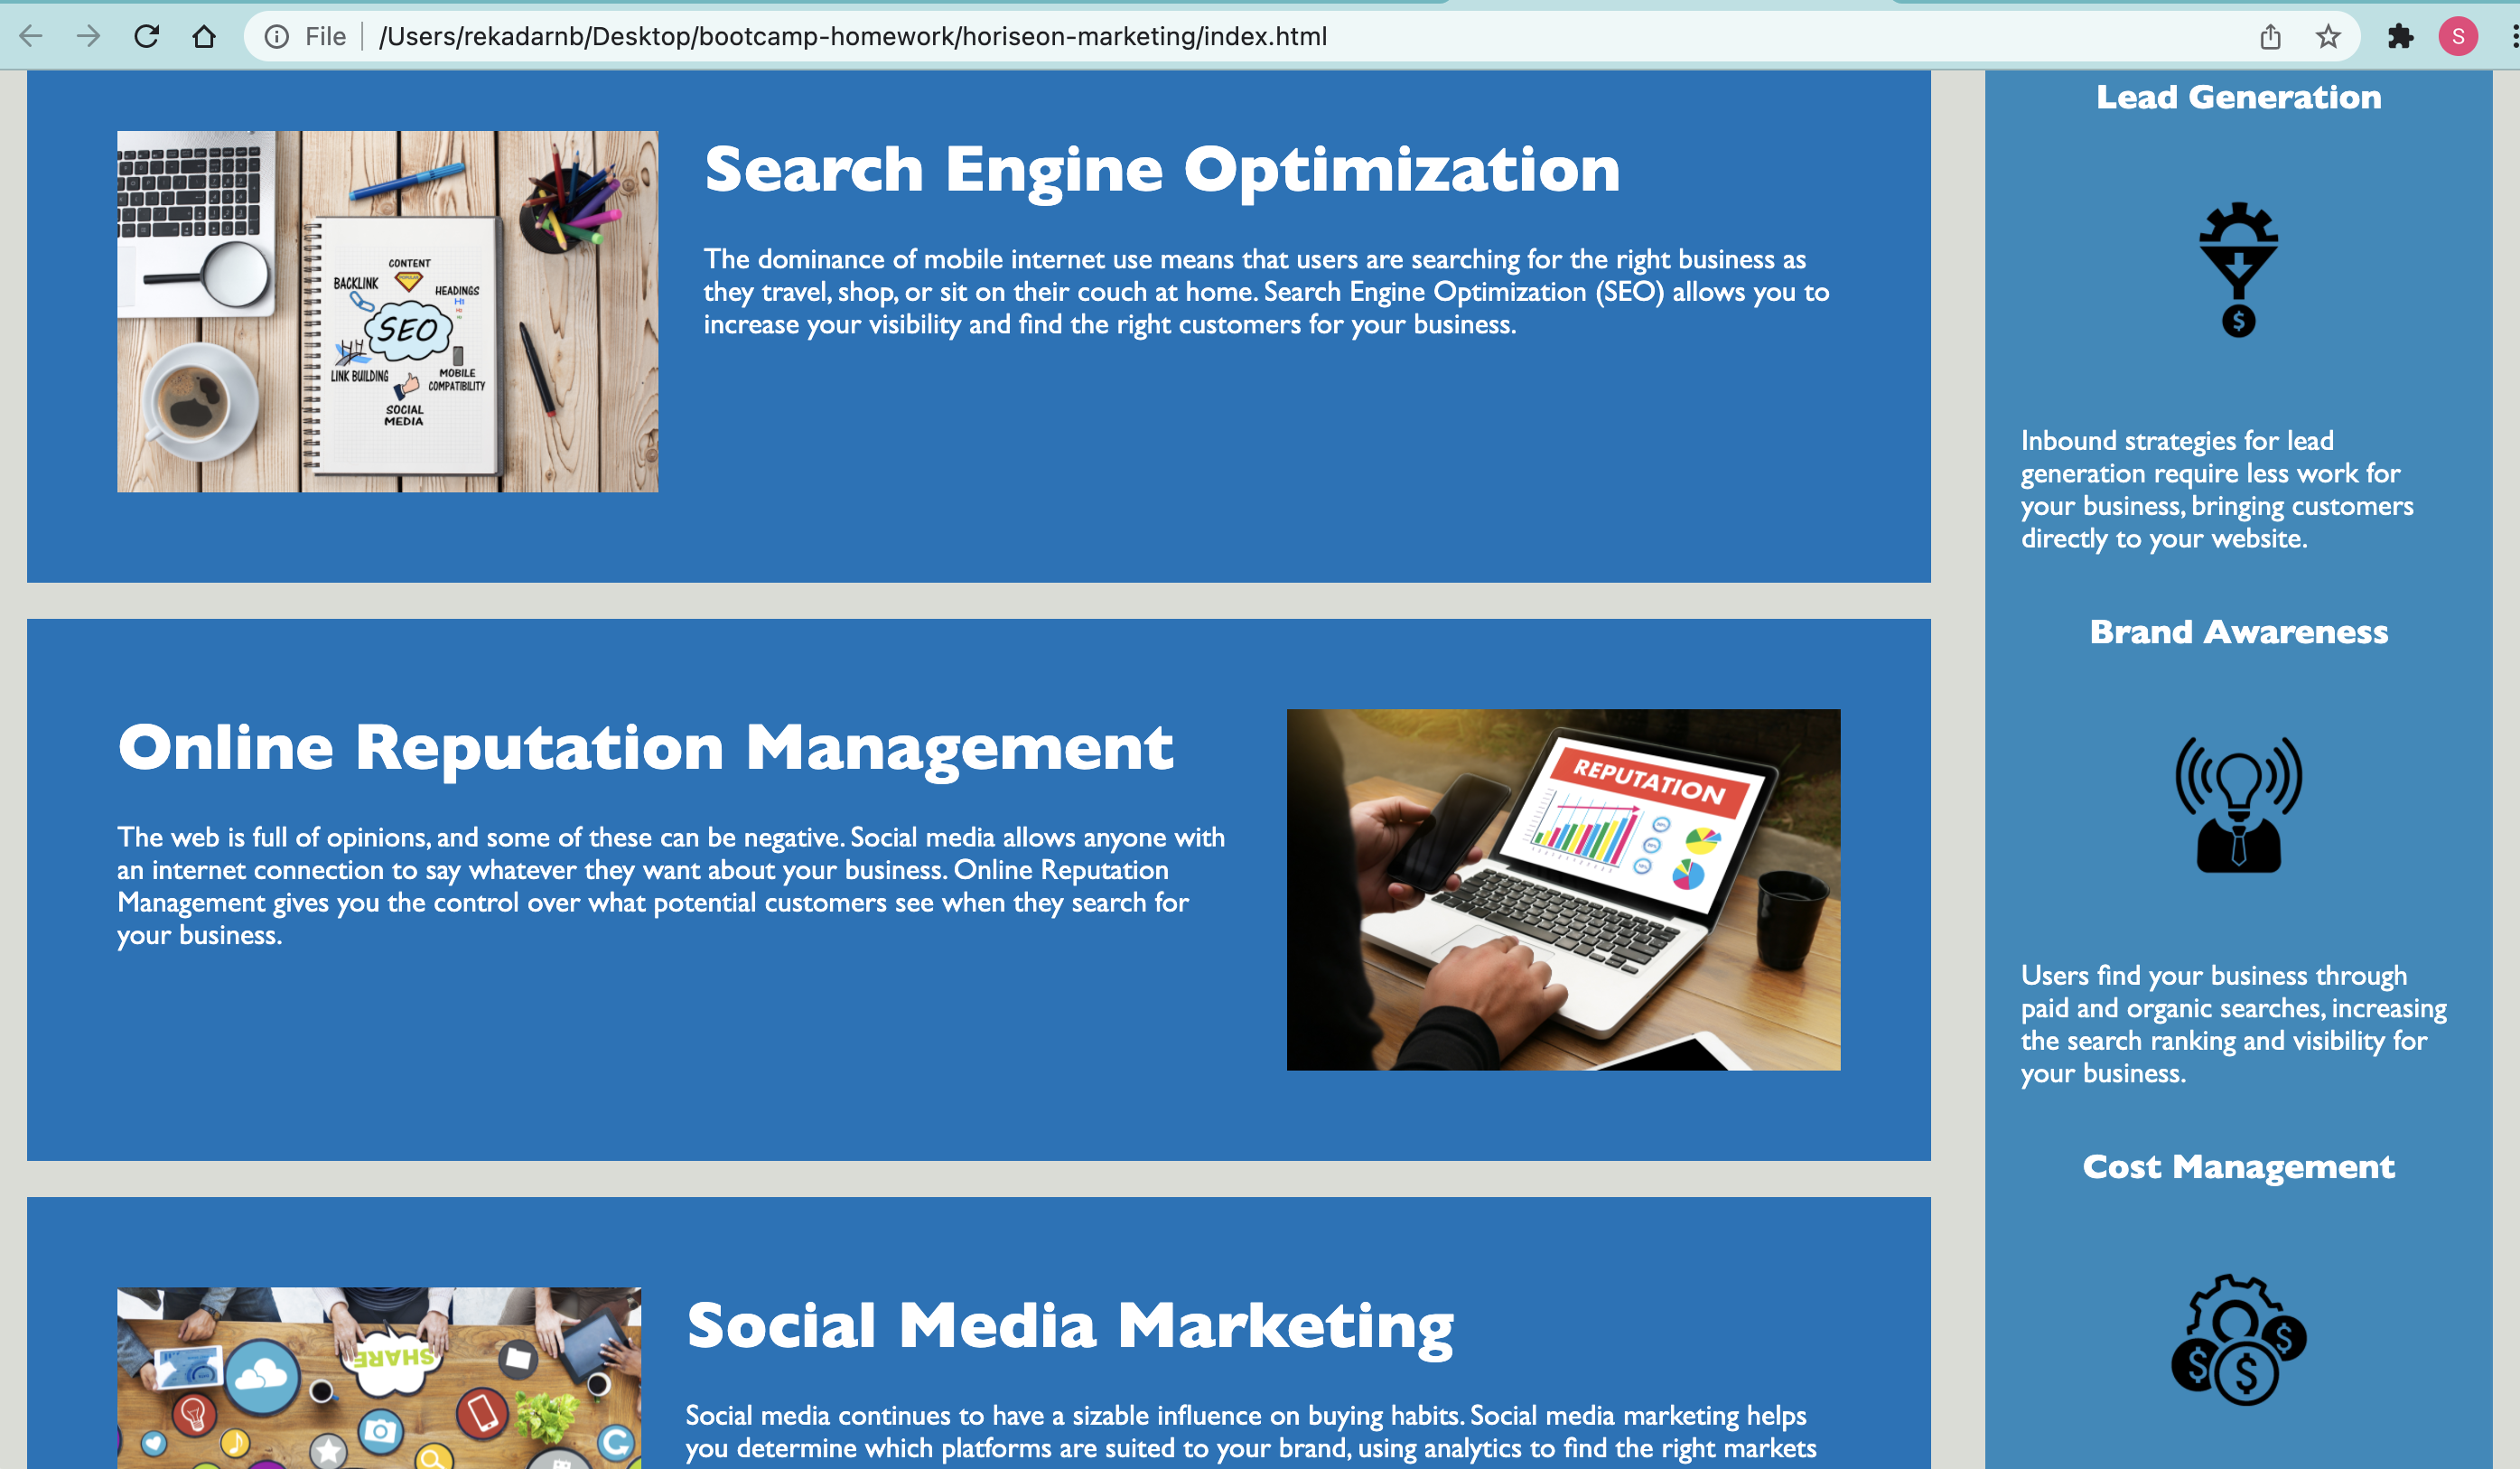 File
/Users/rekadarnb/Desktop/bootcamp-homework/horiseon-marketing/index.html
S
Search Engine Optimization
The dominance of mobile internet use means that users are searching for the right business as
they travel, shop, or sit on their couch at home. Search Engine Optimization (SEO) allows you to
increase your visibility and find the right customers for your business.
CONTENT
BACKLINK
HEADINGS
H1
SEO
LINK BUILDING
MOBILE
COMPATIBILITY
SOCIAL
MEDIA
Online Reputation Management
The web is full of opinions, and some of these can be negative. Social media allows anyone with
an internet connection to say whatever they want about your business. Online Reputation
Management gives you the control over what potential customers see when they search for
your business.
REPUTATION
Social Media Marketing
Social media continues to have a sizable influence on buying habits. Social media marketing helps
you determine which platforms are suited to your brand, using analytics to find the right markets
SHARE
Lead Generation
$
Inbound strategies for lead
generation require less work for
your business, bringing customers
directly to your website.
Brand Awareness
Users find your business through
paid and organic searches, increasing
the search ranking and visibility for
your business.
Cost Management
$
$
$